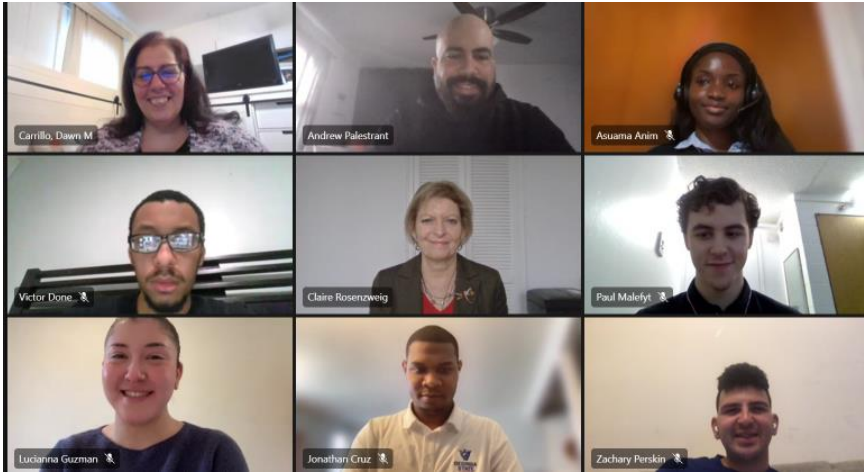 Carrillo, Dawn M
Andrew Palestrant
Asuama Anim
Victor Done
Claire Rosenzweig
Paul Malefyt
Lucianna Guzman
Jonathan Cruz
Zachary Perskin